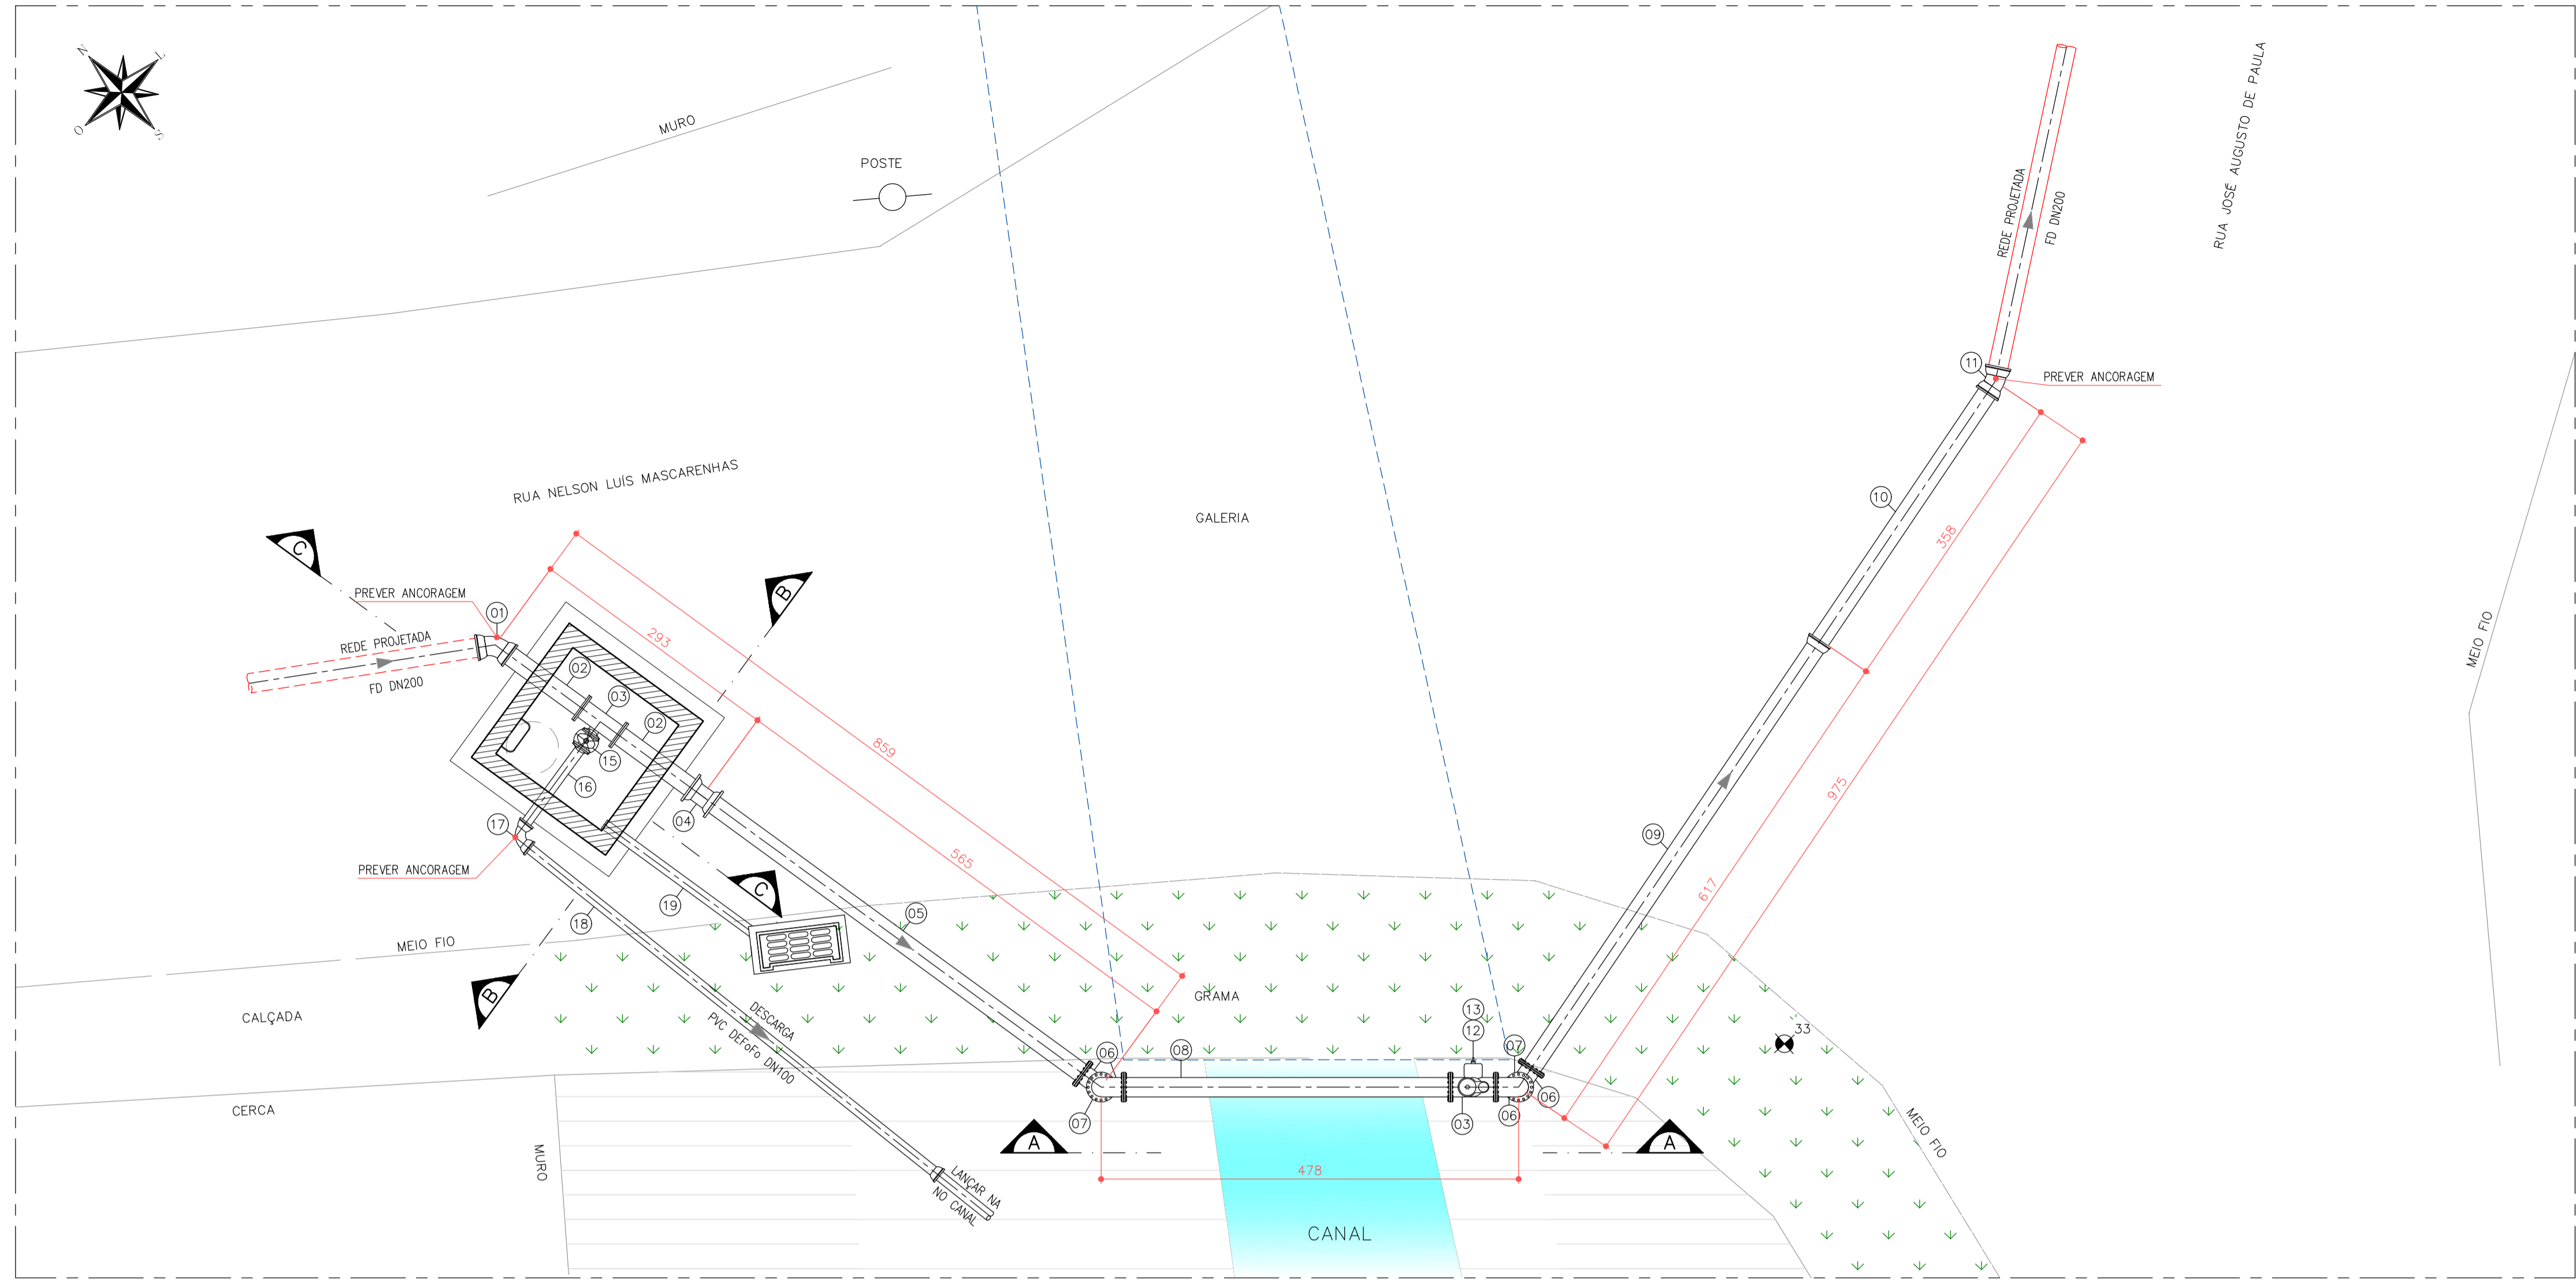 N
L
O
S
MURO
POSTE
RUA JOSÉ AUGUSTO DE PAULA
REDE PROJETADA
FD DN200
11
PREVER ANCORAGEM
RUA NELSON LUÍS MASCARENHAS
10
GALERIA
358
C
B
PREVER ANCORAGEM
01
REDE PROJETADA
FD DN200
293
MEIO FIO
02
03
02
859
15
16
975
04
17
09
PREVER ANCORAGEM
565
C
617
19
05
18
MEIO FIO
B
GRAMA
CALÇADA
DESCARGA
PVC DEFoFo DN100
13
12
33
06
08
07
CERCA
07
03
06
06
MEIO FIO
A
A
MURO
478
LANÇAR NA
NO CANAL
CANAL